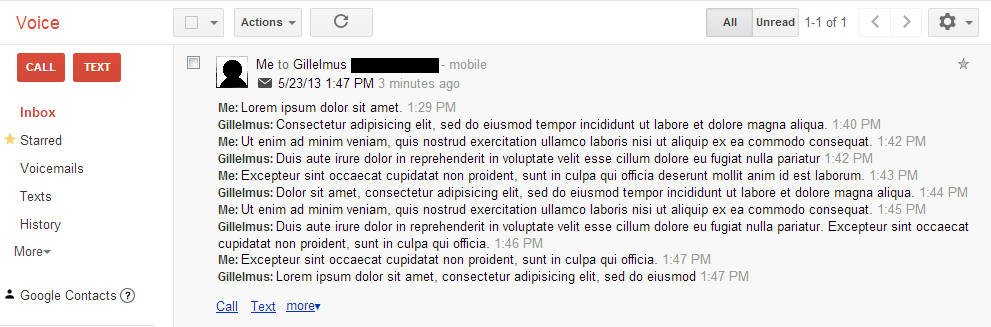 Voice
Actions
All Unread 1-1 of 1
CALL TEXT
Inbox
Starred
Voicemails
Texts
History
More
Google Contacts ?
Me to Gillelmus - mobile
5/23/13 1:47 PM 3 minutes ago
Me: Lorem ipsum dolor sit amet. 1:29 PM
Gillelmus: Consectetur adipisicing elit, sed do eiusmod tempor incididunt ut labore et dolore magna aliqua. 1:40 PM
Me: Ut enim ad minim veniam, quis nostrud exercitation ullamco laboris nisi ut aliquip ex ea commodo consequat. 1:42 PM
Gillelmus: Duis aute irure dolor in reprehenderit in voluptate velit esse cillum dolore eu fugiat nulla pariatur 1:42 PM
Me: Excepteur sint occaecat cupidatat non proident, sunt in culpa qui officia deserunt mollit anim id est laborum. 1:43 PM
Gillelmus: Dolor sit amet, consectetur adipisicing elit, sed do eiusmod tempor incididunt ut labore et dolore magna aliqua. 1:44 PM
Me: Ut enim ad minim veniam, quis nostrud exercitation ullamco laboris nisi ut aliquip ex ea commodo consequat. 1:45 PM
Gillelmus: Duis aute irure dolor in reprehenderit in voluptate velit esse cillum dolore eu fugiat nulla pariatur. Excepteur sint occaecat
cupidatat non proident, sunt in culpa qui officia. 1:46 PM
Me: Excepteur sint occaecat cupidatat non proident, sunt in culpa qui officia. 1:47 PM
Gillelmus: Lorem ipsum dolor sit amet, consectetur adipisicing elit, sed do eiusmod 1:47 PM
Call Text more